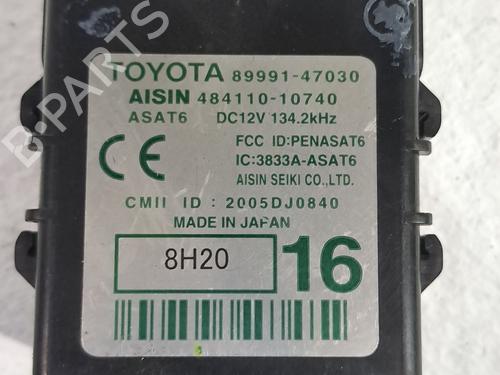 TOYOTA 89991-47030
AISIN 484110-10740
ASAT6 DC12V 134.2kHz
FCC ID:PENASAT6
IC:3833A-ASAT6
AISIN SEIKI CO.,LTD.
CE
CMII ID : 2005DJ0840
MADE IN JAPAN
8H20 16